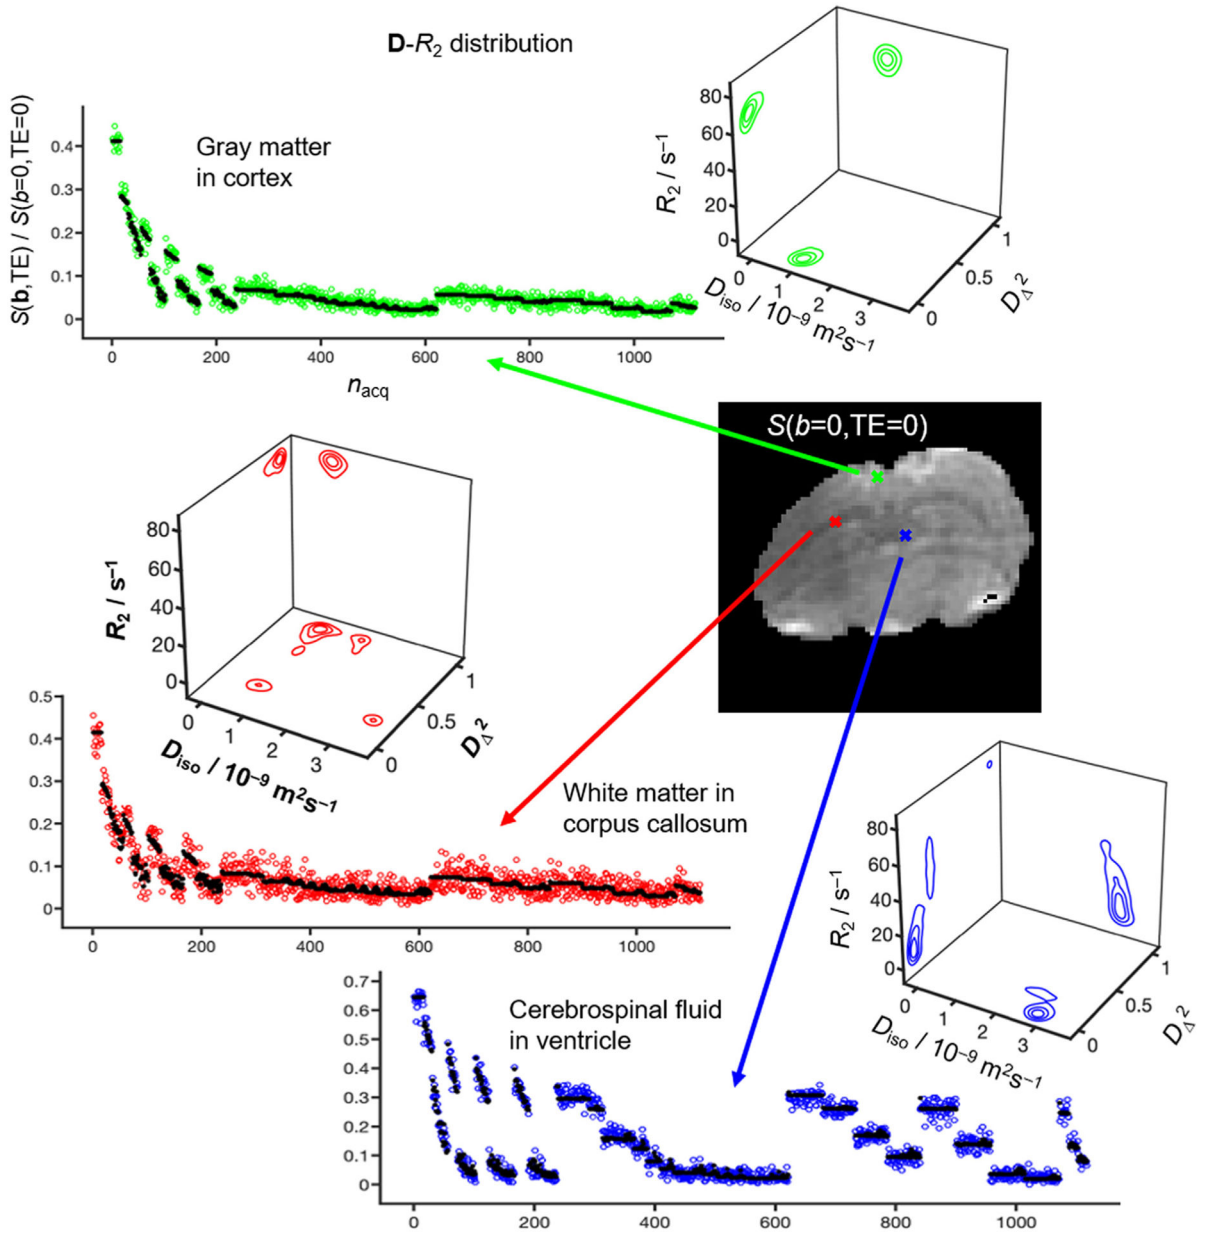 D-R2 distribution
S(b,TE) / S(b=0,TE=0)
0.4
0.3
0.2
0.1
0
Gray matter
in cortex
0 200 400 600 800 1000
nacq
R2 / s−1
80
60
40
20
0
0 1 2 3
Diso / 10−9 m2s−1
0 0.5 1
DΔ2
S(b=0,TE=0)
R2 / s−1
80
60
40
20
0
0 1 2 3
Diso / 10−9 m2s−1
0 0.5 1
DΔ2
0.5
0.4
0.3
0.2
0.1
0
White matter in
corpus callosum
0 200 400 600 800 1000
R2 / s−1
80
60
40
20
0
0 1 2 3
Diso / 10−9 m2s−1
0 0.5 1
DΔ2
0.7
0.6
0.5
0.4
0.3
0.2
0.1
0
Cerebrospinal fluid
in ventricle
0 200 400 600 800 1000